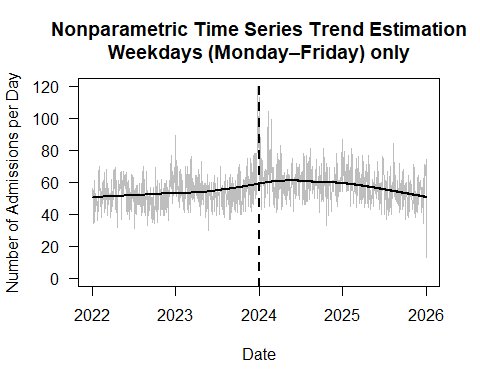 Nonparametric Time Series Trend Estimation
Weekdays (Monday–Friday) only
Number of Admissions per Day
120
100
80
60
40
20
0
2022 2023 2024 2025 2026
Date